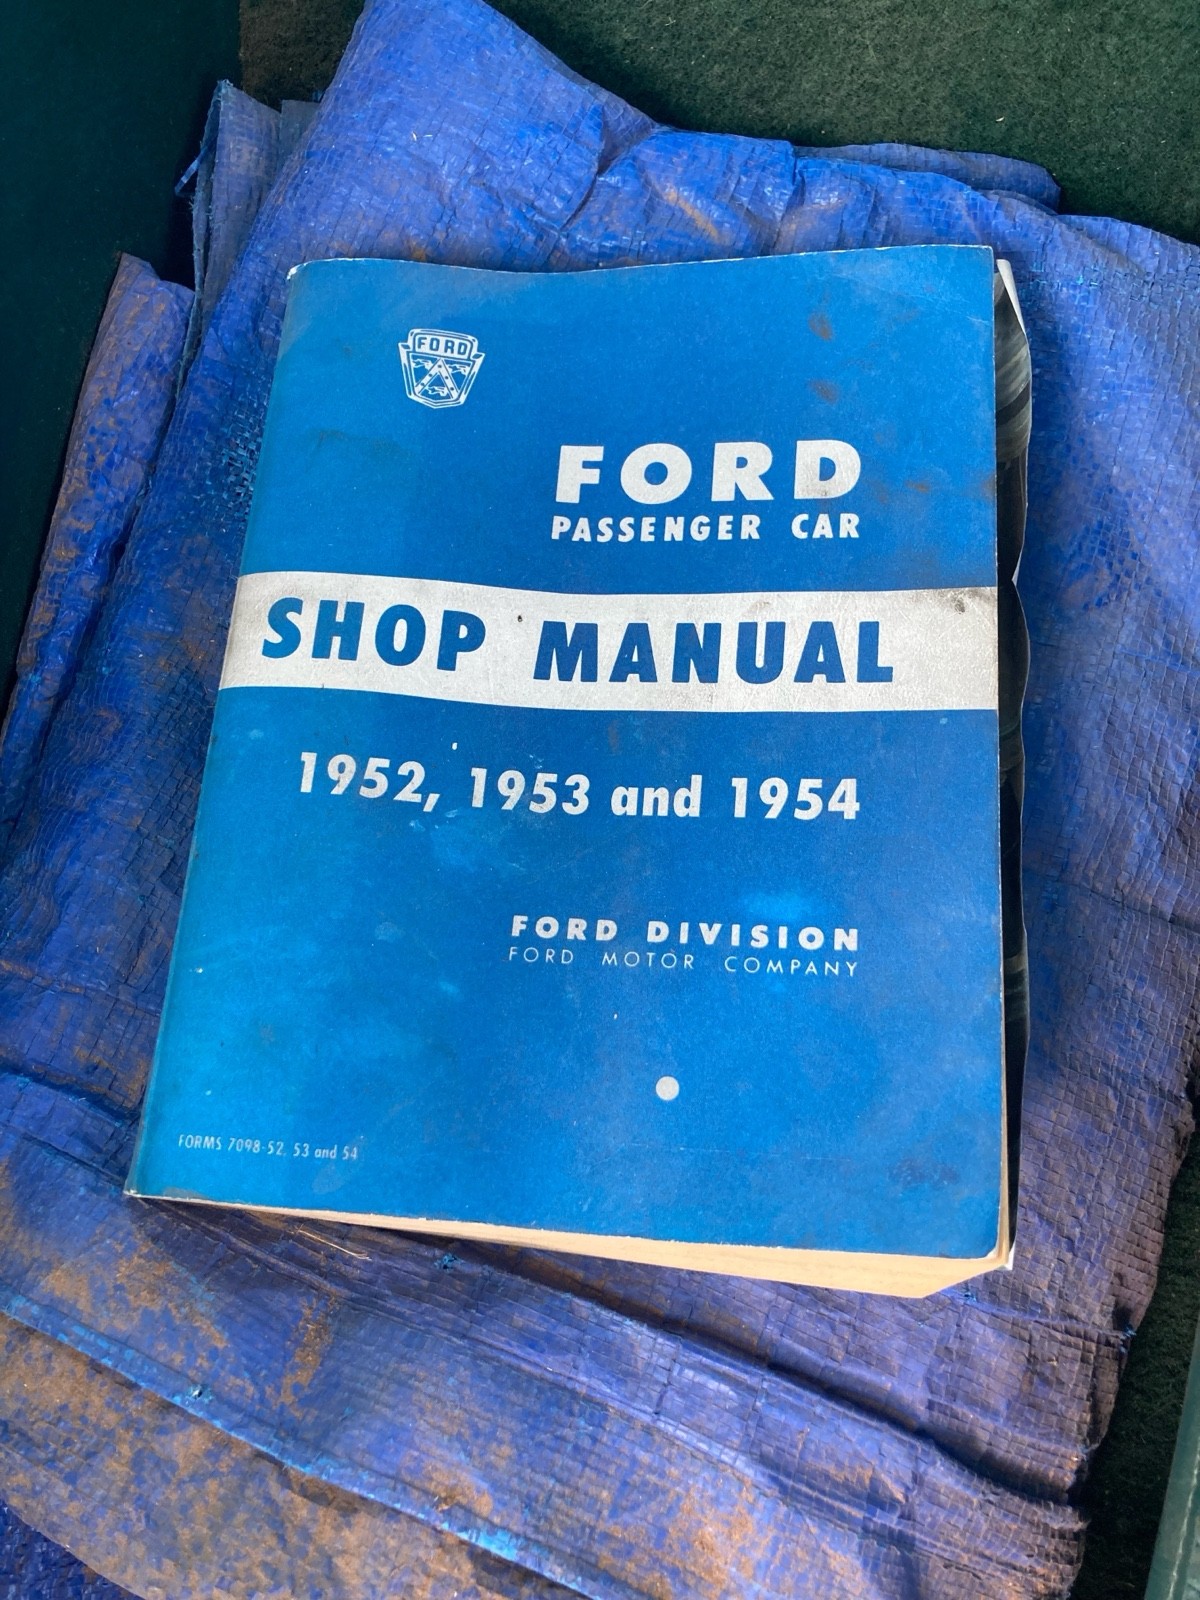 FORD
FORD
PASSENGER CAR
SHOP MANUAL
1952, 1953 and 1954
FORD DIVISION
FORD MOTOR COMPANY
FORMS 7098-52, 53 and 54